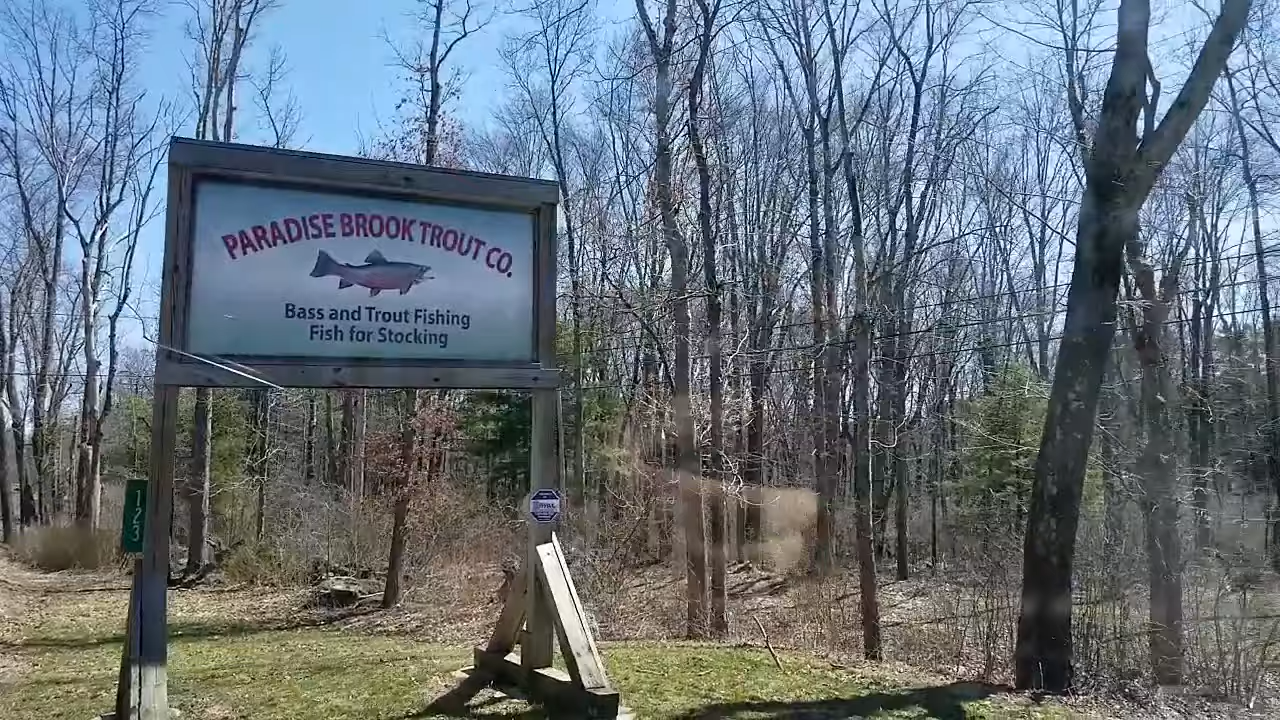 PARADISE BROOK TROUT CO.
Bass and Trout Fishing
Fish for Stocking
123